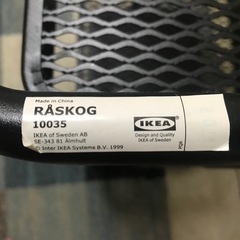 Made in China
RÅSKOG
10035
IKEA of Sweden AB
SE-343 81 Älmhult
© Inter IKEA Systems B.V. 1999
IKEA
Design and Quality
IKEA of Sweden
PQR